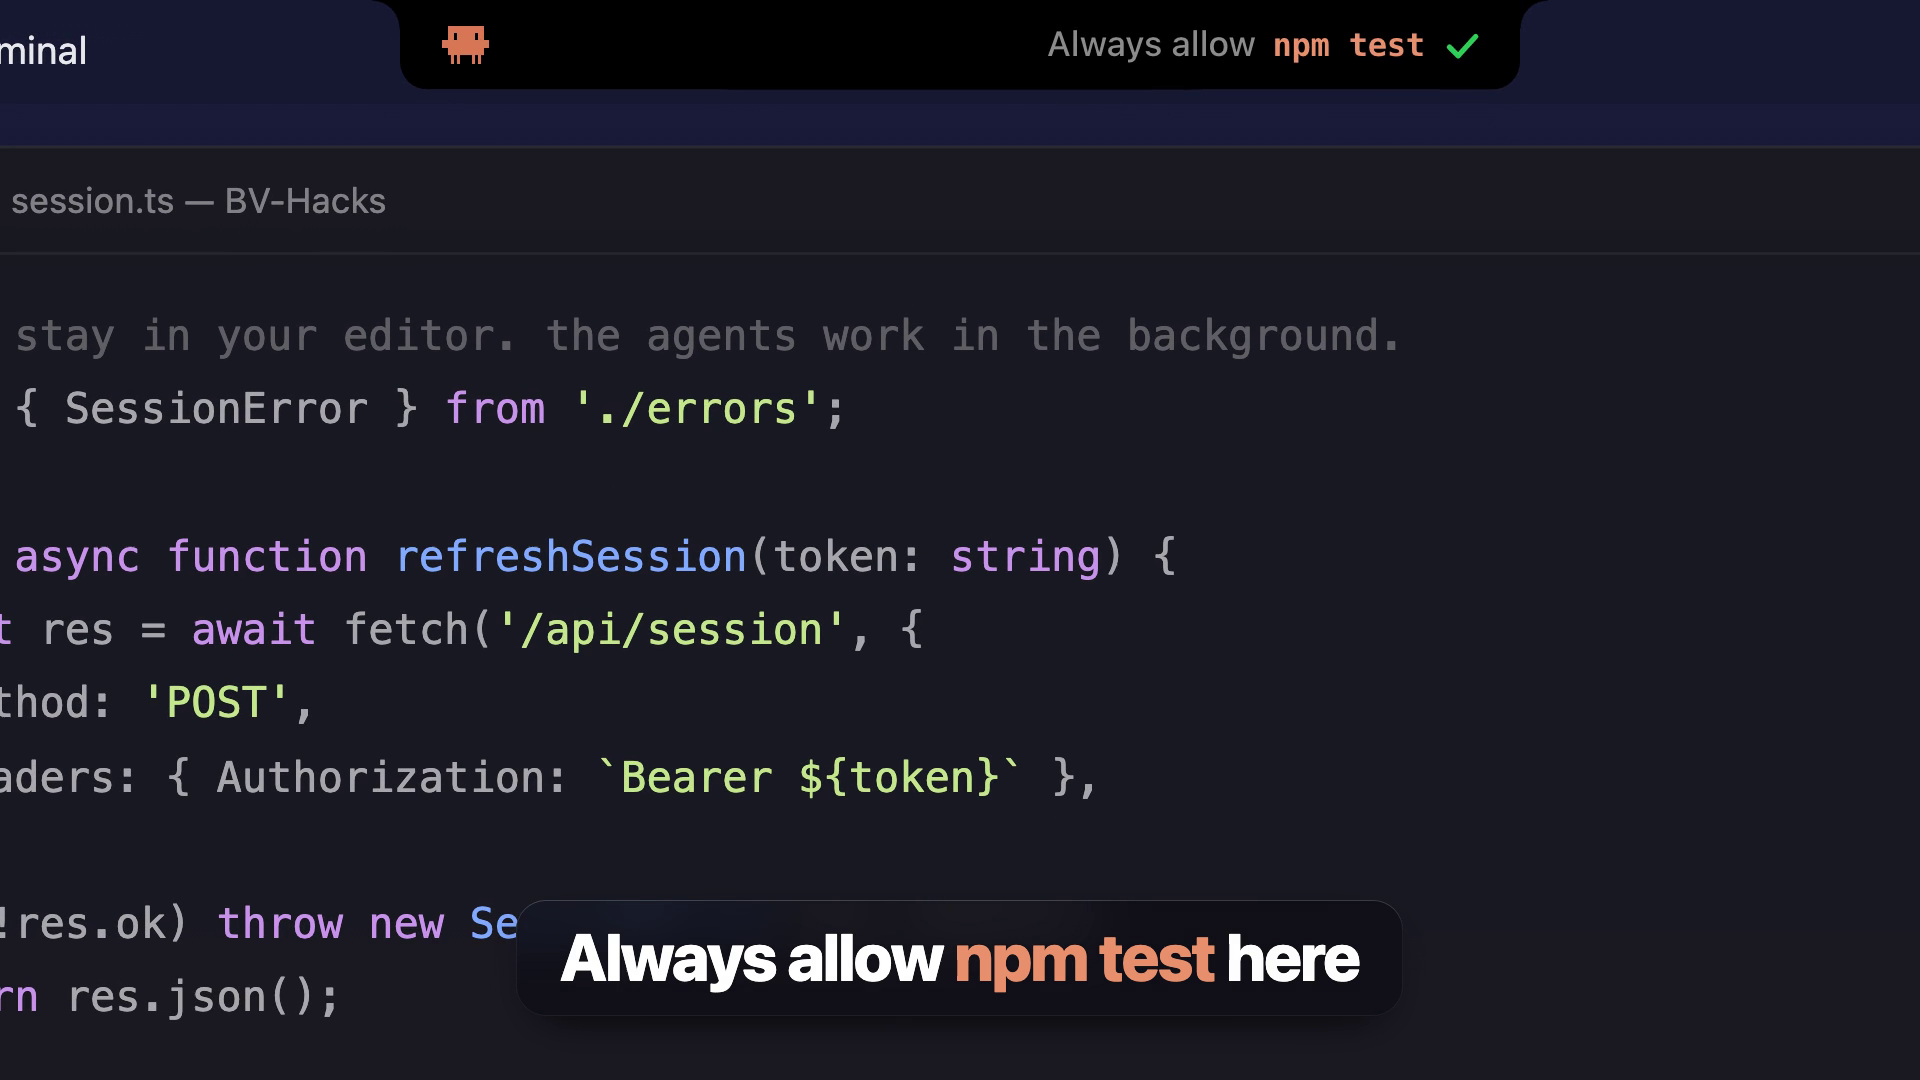 minal
Always allow npm test
session.ts — BV-Hacks
stay in your editor. the agents work in the background.
{ SessionError } from './errors';
async function refreshSession(token: string) {
t res = await fetch('/api/session', {
thod: 'POST',
aders: { Authorization: `Bearer ${token}` },
!res.ok) throw new Se
Always allow npm test here
rn res.json();